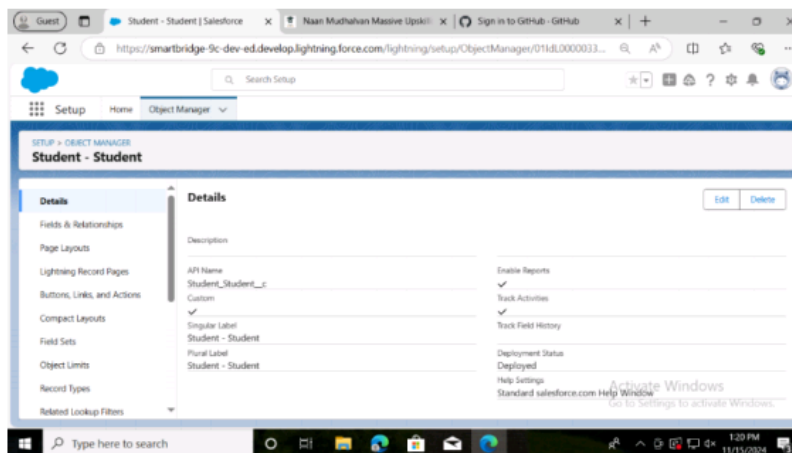 Guest
Student - Student | Salesforce
Naan Mudhalvan Massive Upskill
Sign in to GitHub - GitHub
https://smartbridge-9c-dev-ed.develop.lightning.force.com/lightning/setup/ObjectManager/01IdL0000033...
Search Setup
Setup
Home
Object Manager
SETUP > OBJECT MANAGER
Student - Student
Details
Fields & Relationships
Page Layouts
Lightning Record Pages
Buttons, Links, and Actions
Compact Layouts
Field Sets
Object Limits
Record Types
Related Lookup Filters
Details
Edit
Delete
Description
API Name
Student_Student__c
Custom
Singular Label
Student - Student
Plural Label
Student - Student
Enable Reports
Track Activities
Track Field History
Deployment Status
Deployed
Help Settings
Standard salesforce.com Help Window
Activate Windows
Go to Settings to activate Windows.
Type here to search
1:20 PM
11/15/2024